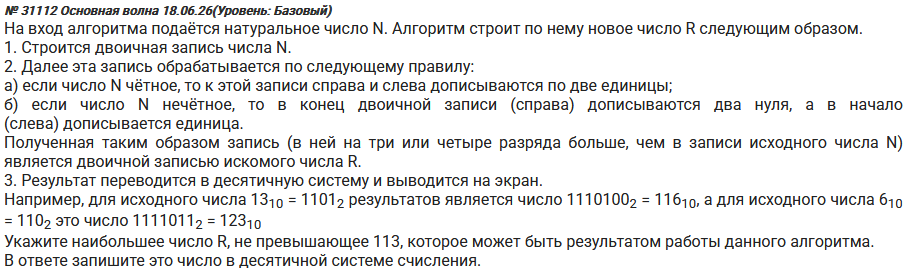 № 31112 Основная волна 18.06.26(Уровень: Базовый)
На вход алгоритма подаётся натуральное число N. Алгоритм строит по нему новое число R следующим образом.
1. Строится двоичная запись числа N.
2. Далее эта запись обрабатывается по следующему правилу:
а) если число N чётное, то к этой записи справа и слева дописываются по две единицы;
б) если число N нечётное, то в конец двоичной записи (справа) дописываются два нуля, а в начало
(слева) дописывается единица.
Полученная таким образом запись (в ней на три или четыре разряда больше, чем в записи исходного числа N)
является двоичной записью искомого числа R.
3. Результат переводится в десятичную систему и выводится на экран.
Например, для исходного числа 13₁₀ = 1101₂ результатов является число 1110100₂ = 116₁₀, а для исходного числа 6₁₀
= 110₂ это число 1111011₂ = 123₁₀
Укажите наибольшее число R, не превышающее 113, которое может быть результатом работы данного алгоритма.
В ответе запишите это число в десятичной системе счисления.